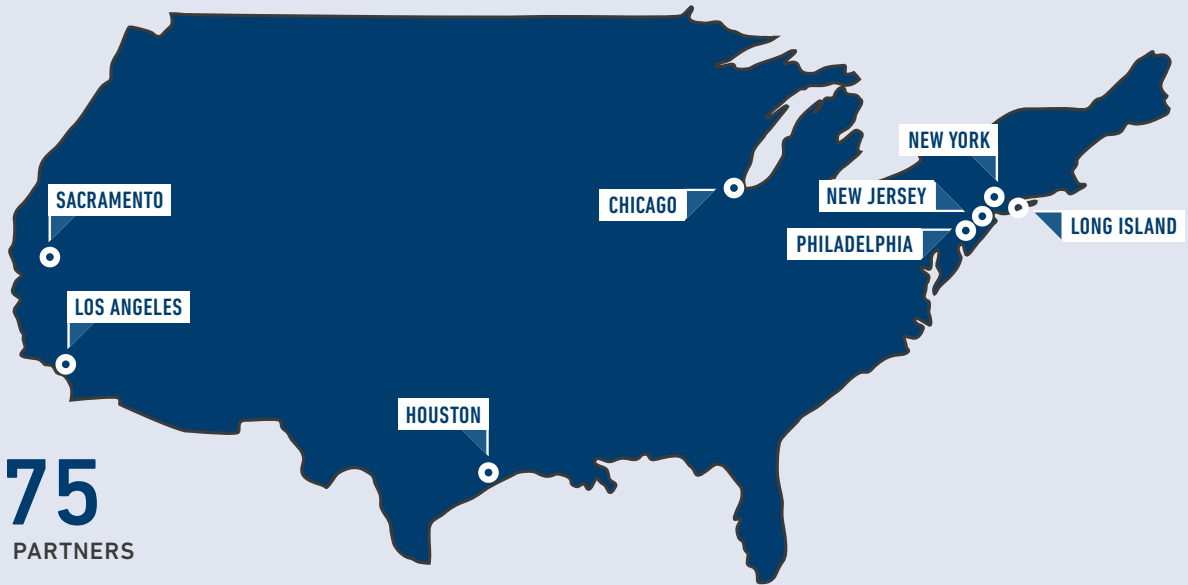 NEW YORK
SACRAMENTO
NEW JERSEY
CHICAGO
LONG ISLAND
PHILADELPHIA
LOS ANGELES
HOUSTON
75
PARTNERS